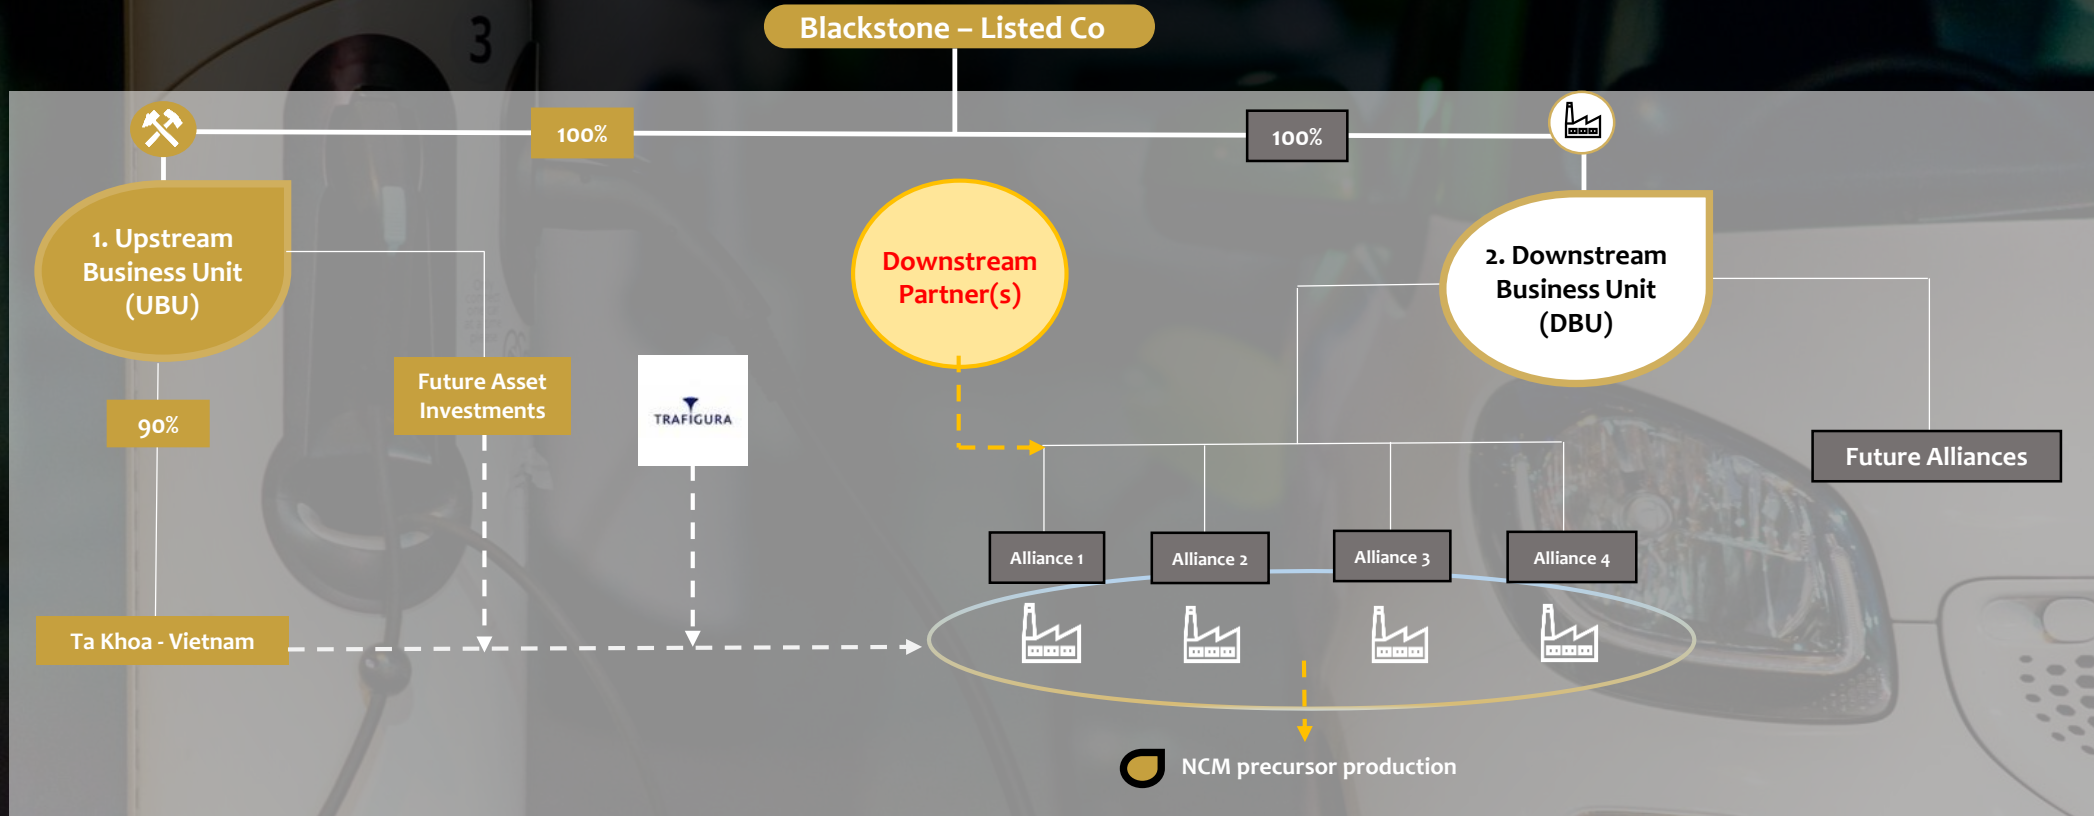 Blackstone – Listed Co
3
100%
100%
1. Upstream
Business Unit
(UBU)
Downstream
Partner(s)
2. Downstream
Business Unit
(DBU)
Future Asset
Investments
TRAFIGURA
90%
Future Alliances
Alliance 1
Alliance 2
Alliance 3
Alliance 4
Ta Khoa - Vietnam
NCM precursor production